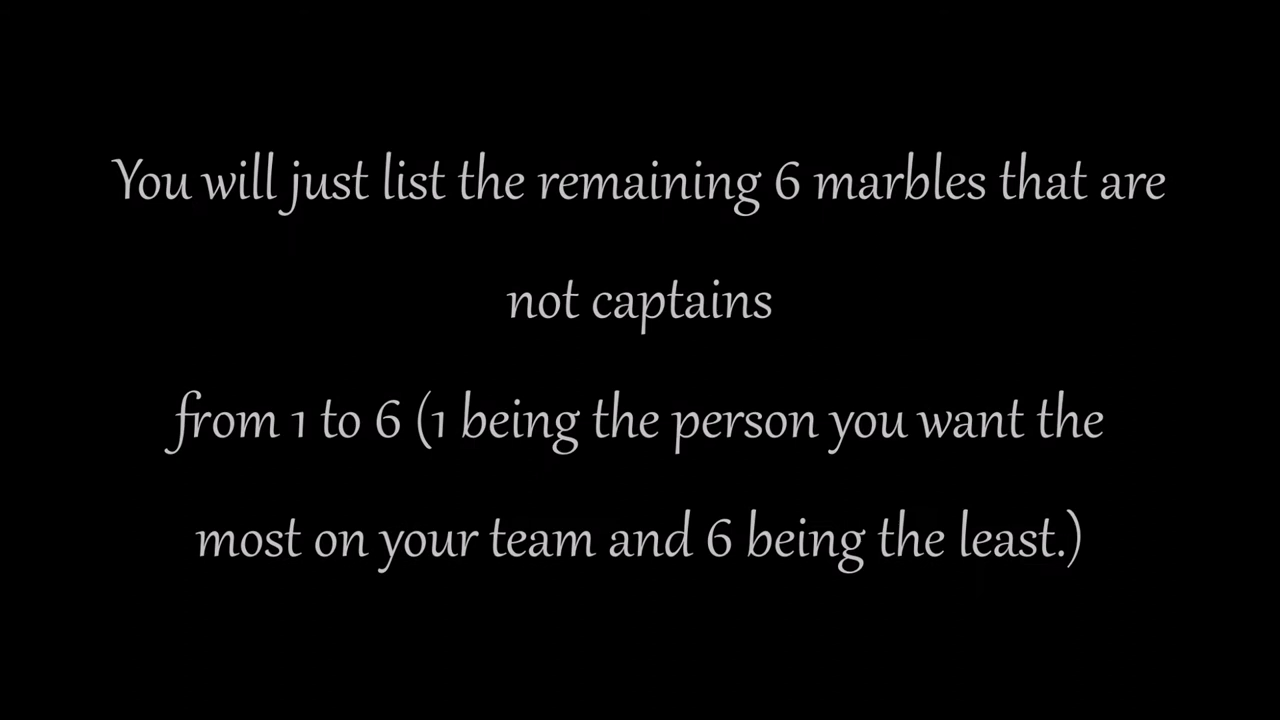 You will just list the remaining 6 marbles that are
not captains
from 1 to 6 (1 being the person you want the
most on your team and 6 being the least.)